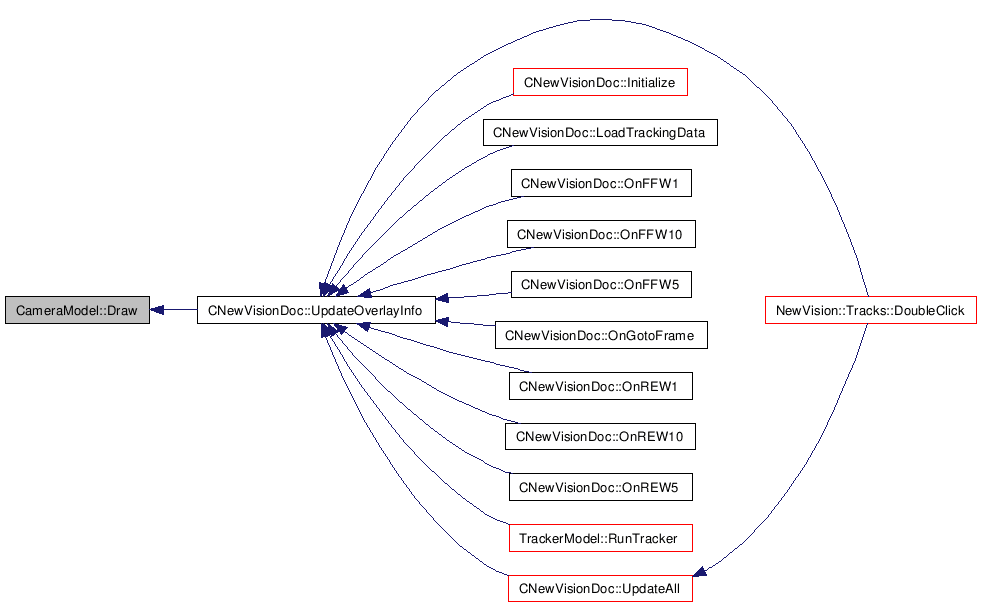 CameraModel::Draw
CNewVisionDoc::UpdateOverlayInfo
CNewVisionDoc::Initialize
CNewVisionDoc::LoadTrackingData
CNewVisionDoc::OnFFW1
CNewVisionDoc::OnFFW10
CNewVisionDoc::OnFFW5
CNewVisionDoc::OnGotoFrame
CNewVisionDoc::OnREW1
CNewVisionDoc::OnREW10
CNewVisionDoc::OnREW5
TrackerModel::RunTracker
CNewVisionDoc::UpdateAll
NewVision::Tracks::DoubleClick